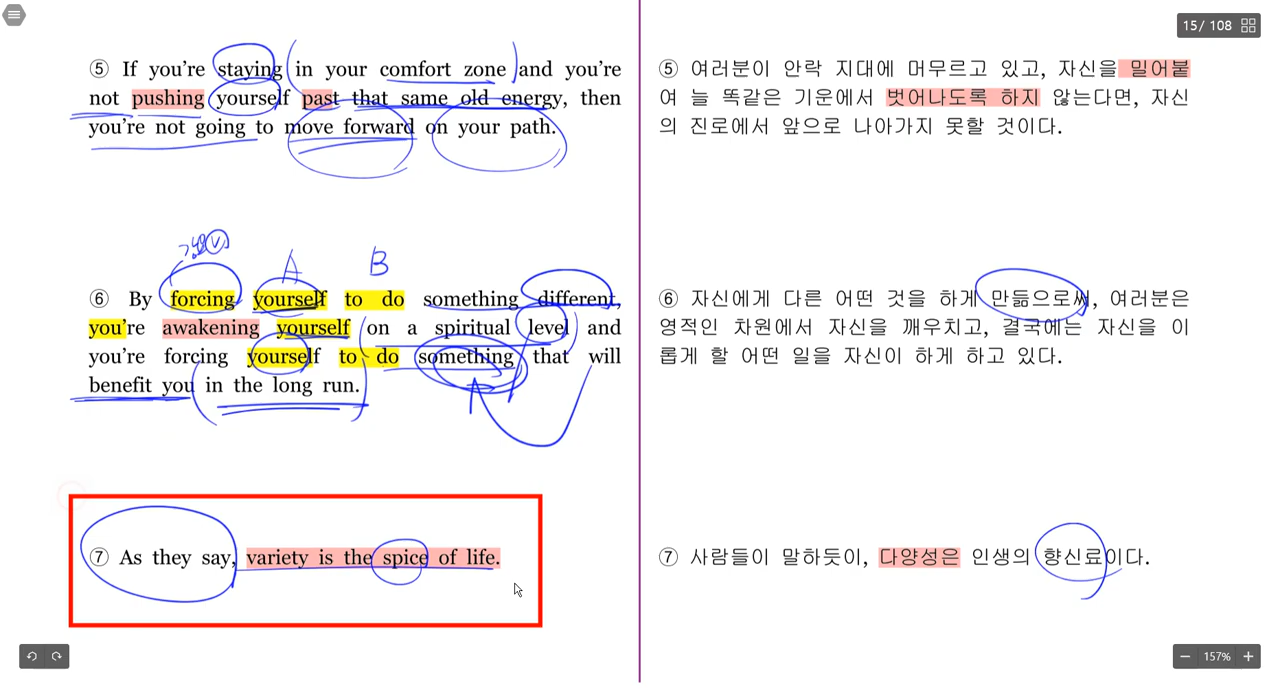 15/ 108
⑤ If you're staying in your comfort zone and you're
not pushing yourself past that same old energy, then
you're not going to move forward on your path.
⑤ 여러분이 안락 지대에 머무르고 있고, 자신을 밀어붙
여 늘 똑같은 기운에서 벗어나도록 하지 않는다면, 자신
의 진로에서 앞으로 나아가지 못할 것이다.
A B
⑥ By forcing yourself to do something different,
you're awakening yourself on a spiritual level and
you're forcing yourself to do something that will
benefit you in the long run.
⑥ 자신에게 다른 어떤 것을 하게 만듦으로써, 여러분은
영적인 차원에서 자신을 깨우치고, 결국에는 자신을 이
롭게 할 어떤 일을 자신이 하게 하고 있다.
⑦ As they say, variety is the spice of life.
⑦ 사람들이 말하듯이, 다양성은 인생의 향신료이다.
157%